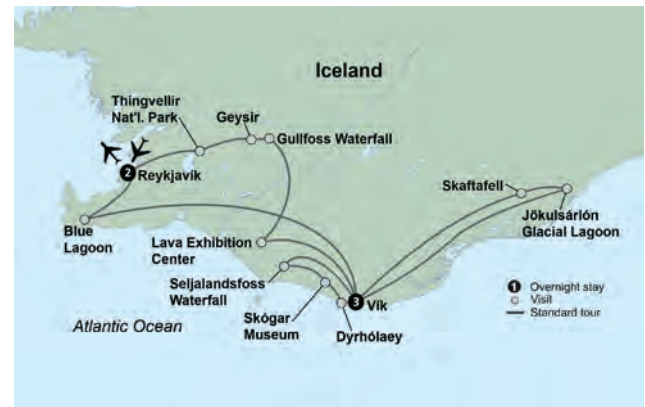 Iceland
Thingvellir
Nat'l. Park
Geysir
Gullfoss Waterfall
2 Reykjavík
Skaftafell
Jökulsárlón
Glacial Lagoon
Blue
Lagoon
Lava Exhibition
Center
Seljalandsfoss
Waterfall
3 Vík
Skógar
Museum
Dyrhólaey
Atlantic Ocean
1 Overnight stay
Visit
Standard tour